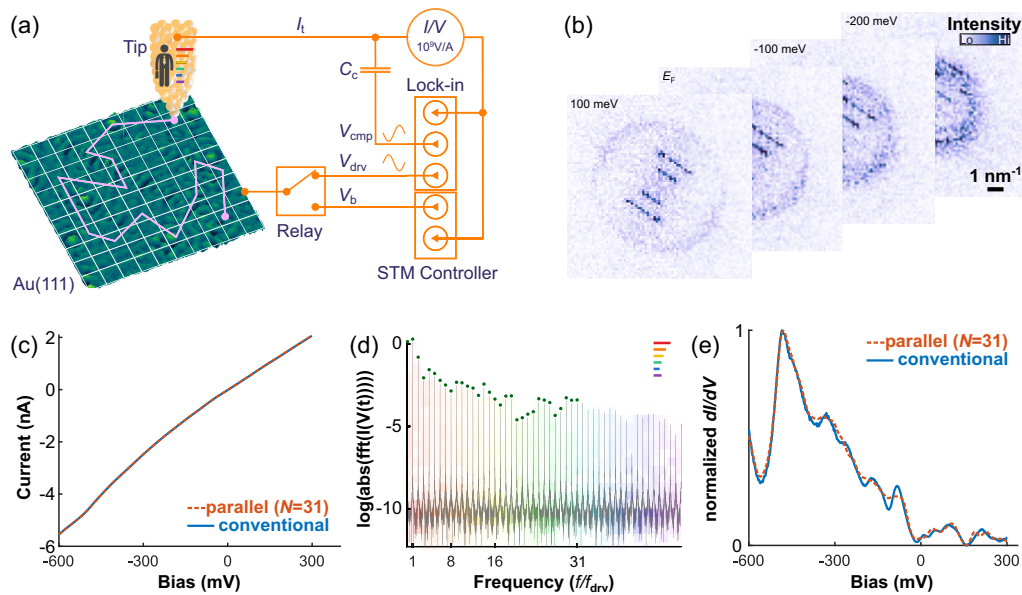 (a)
Tip
I_t
I/V
10⁹V/A
C_c
Lock-in
V_cmp
V_drv
V_b
Relay
STM Controller
Au(111)
(b)
-200 meV
-100 meV
E_F
100 meV
Intensity
Lo
Hi
1 nm⁻¹
(c)
Current (nA)
2
0
-2
-4
-6
-600
-300
0
300
Bias (mV)
parallel (N=31)
conventional
(d)
log(abs(fft(I(V(t)))))
0
-5
-10
1
8
16
31
Frequency (f/f_drv)
(e)
normalized dI/dV
1
0
-600
-300
0
300
Bias (mV)
parallel (N=31)
conventional